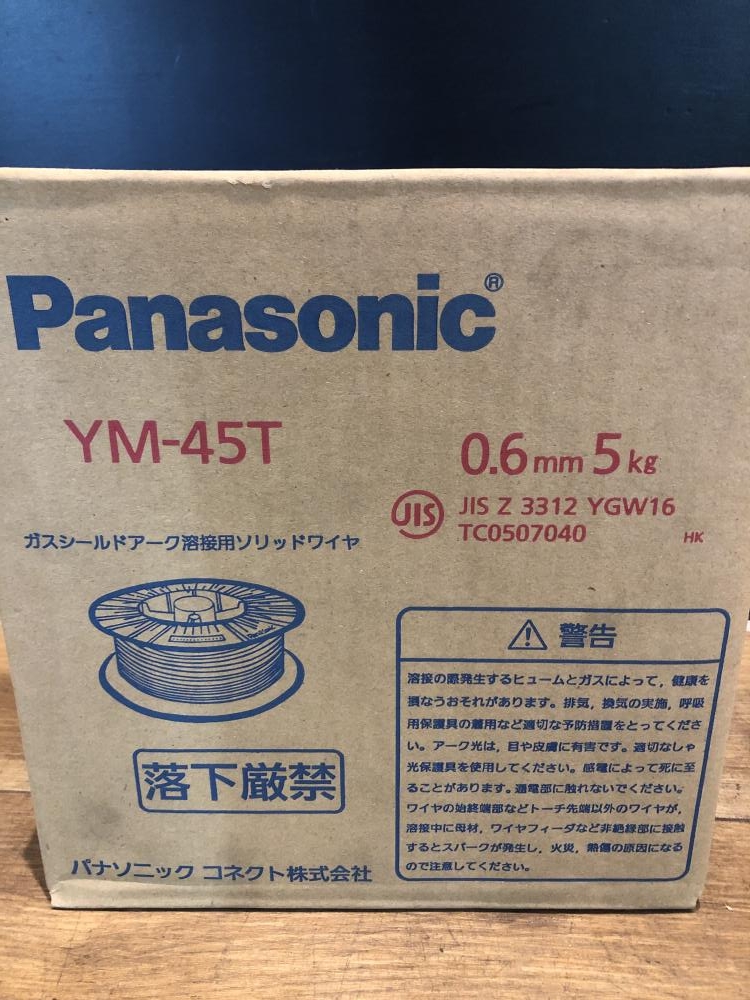 Panasonic®
YM-45T
0.6mm 5kg
JIS
JIS Z 3312 YGW16
TC0507040
HK
ガスシールドアーク溶接用ソリッドワイヤ
Panasonic
落下厳禁
パナソニック コネクト株式会社
警告
溶接の際発生するヒュームとガスによって，健康を
損なうおそれがあります。排気，換気の実施，呼吸
用保護具の着用など適切な予防措置をとってくださ
い。アーク光は，目や皮膚に有害です。適切なしゃ
光保護具を使用してください。感電によって死に至
ることがあります。通電部に触れないでください。
ワイヤの始終端部などトーチ先端以外のワイヤが，
溶接中に母材，ワイヤフィーダなど非絶縁部に接触
するとスパークが発生し，火災，熱傷の原因になる
ので注意してください。